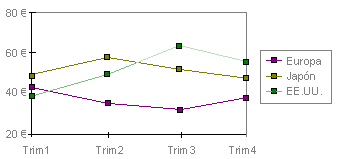 80 €
60 €
40 €
20 €
Trim1 Trim2 Trim3 Trim4
Europa
Japón
EE.UU.